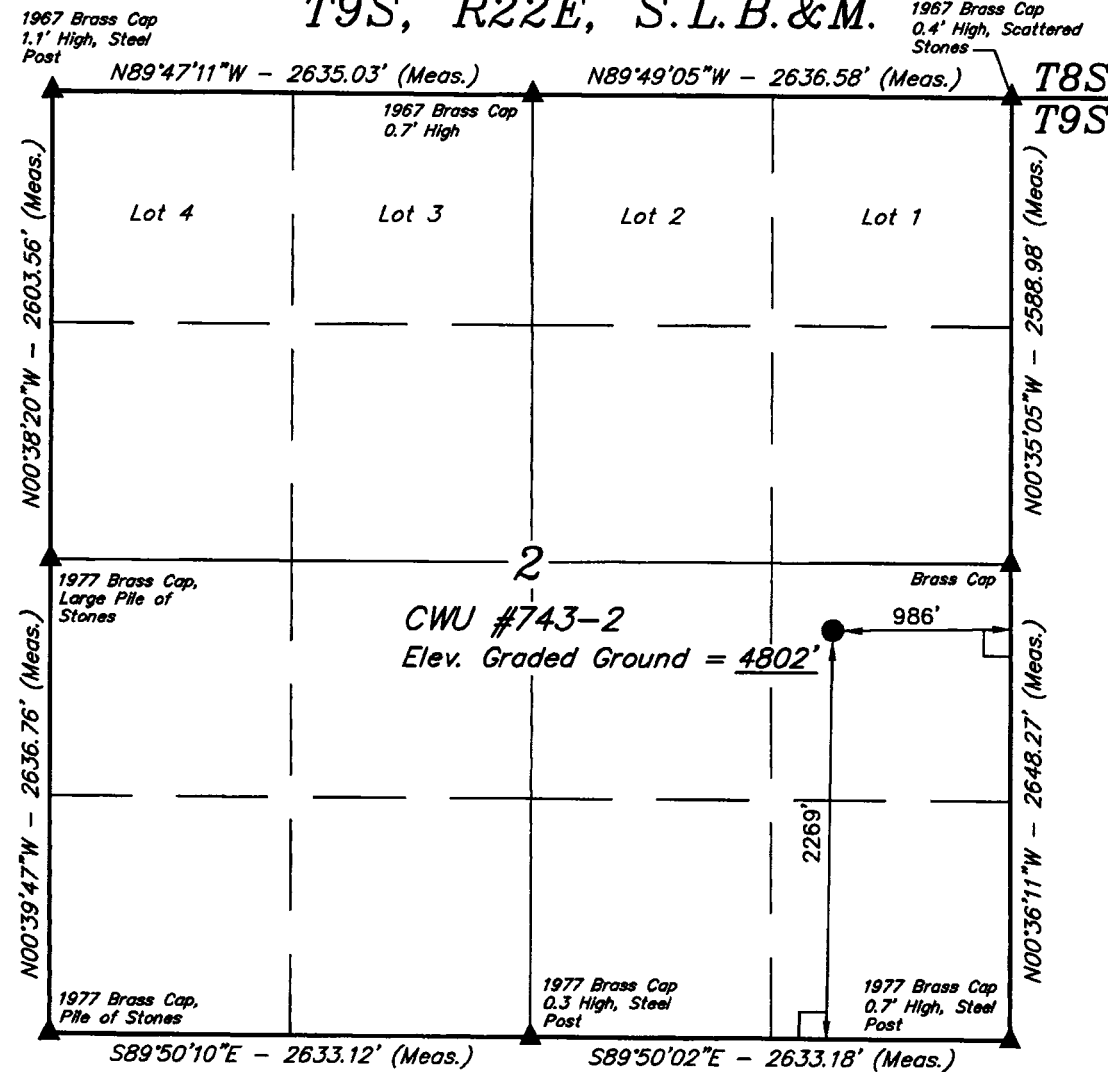 T9S, R22E, S.L.B.&M.
1967 Brass Cap
1.1' High, Steel
Post
1967 Brass Cap
0.4' High, Scattered
Stones
N89°47'11"W - 2635.03' (Meas.)
N89°49'05"W - 2636.58' (Meas.)
T8S
T9S
1967 Brass Cap
0.7' High
N00°38'20"W - 2603.56' (Meas.)
Lot 4
Lot 3
Lot 2
Lot 1
N00°35'05"W - 2588.98' (Meas.)
2
1977 Brass Cap,
Large Pile of
Stones
Brass Cap
CWU #743-2
Elev. Graded Ground = 4802'
986'
2269'
N00°39'47"W - 2636.76' (Meas.)
N00°36'11"W - 2648.27' (Meas.)
1977 Brass Cap,
Pile of Stones
1977 Brass Cap
0.3 High, Steel
Post
1977 Brass Cap
0.7' High, Steel
Post
S89°50'10"E - 2633.12' (Meas.)
S89°50'02"E - 2633.18' (Meas.)